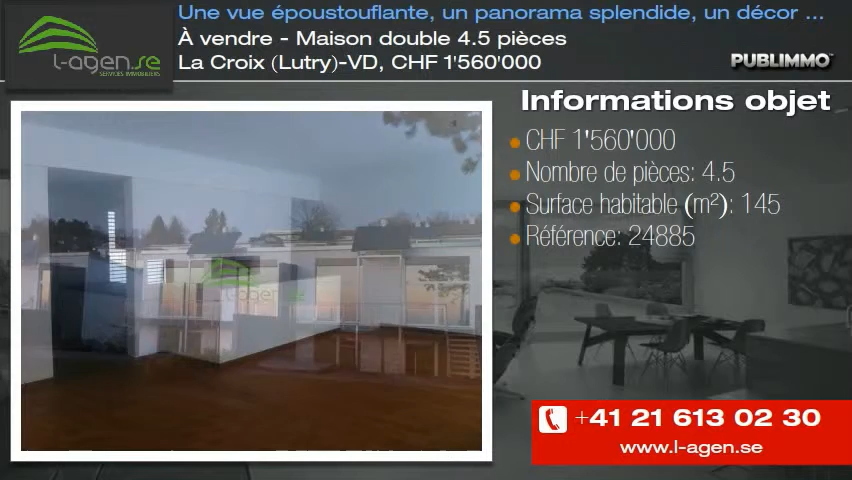 Une vue époustouflante, un panorama splendide, un décor ...
À vendre - Maison double 4.5 pièces
La Croix (Lutry)-VD, CHF 1'560'000
l-agen.se
SERVICES IMMOBILIERS
PUBLIMMO
Informations objet
CHF 1'560'000
Nombre de pièces: 4.5
Surface habitable (m²): 145
Référence: 24885
l-agen.se
+41 21 613 02 30
www.l-agen.se